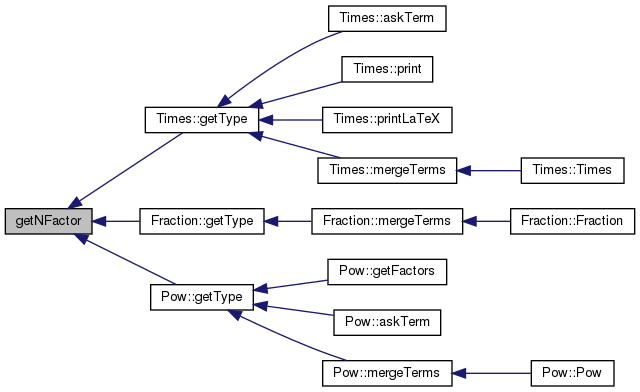 Times::askTerm
Times::print
Times::getType
Times::printLaTeX
Times::mergeTerms
Times::Times
getNFactor
Fraction::getType
Fraction::mergeTerms
Fraction::Fraction
Pow::getFactors
Pow::getType
Pow::askTerm
Pow::mergeTerms
Pow::Pow